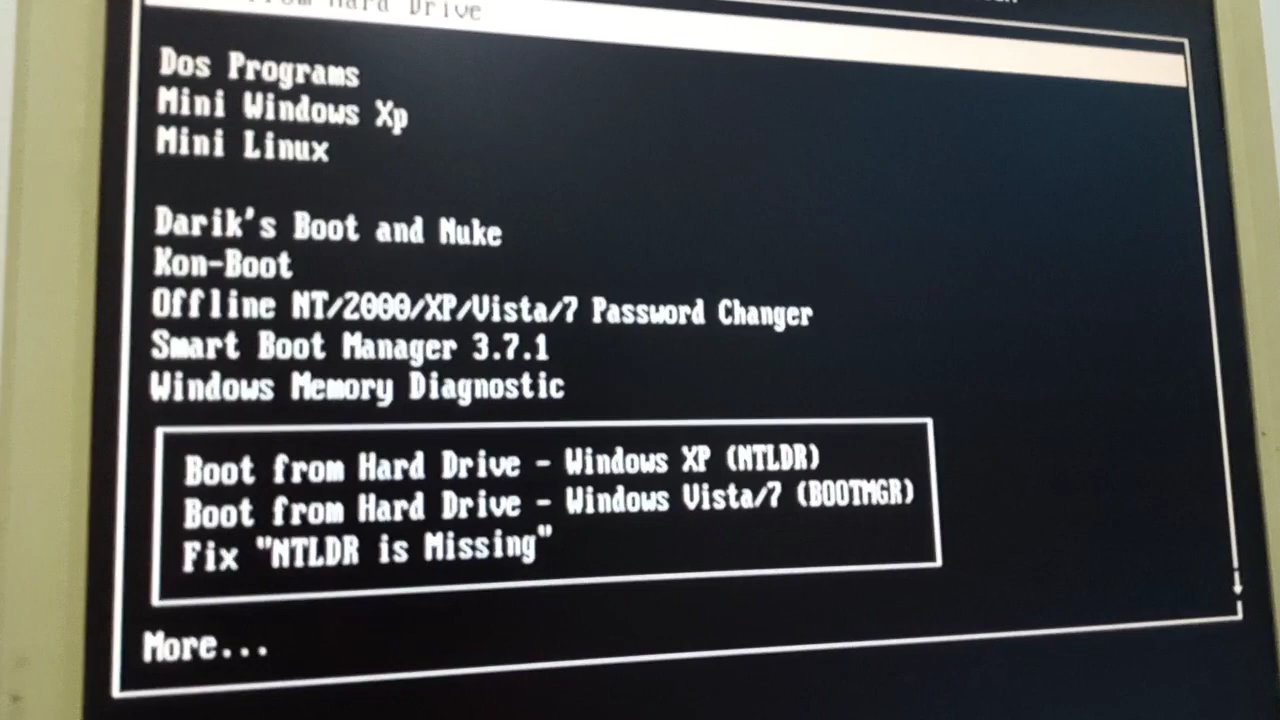 from Hard Drive
Dos Programs
Mini Windows Xp
Mini Linux
Darik's Boot and Nuke
Kon-Boot
Offline NT/2000/XP/Vista/7 Password Changer
Smart Boot Manager 3.7.1
Windows Memory Diagnostic
Boot from Hard Drive - Windows XP (NTLDR)
Boot from Hard Drive - Windows Vista/7 (BOOTMGR)
Fix "NTLDR is Missing"
More...